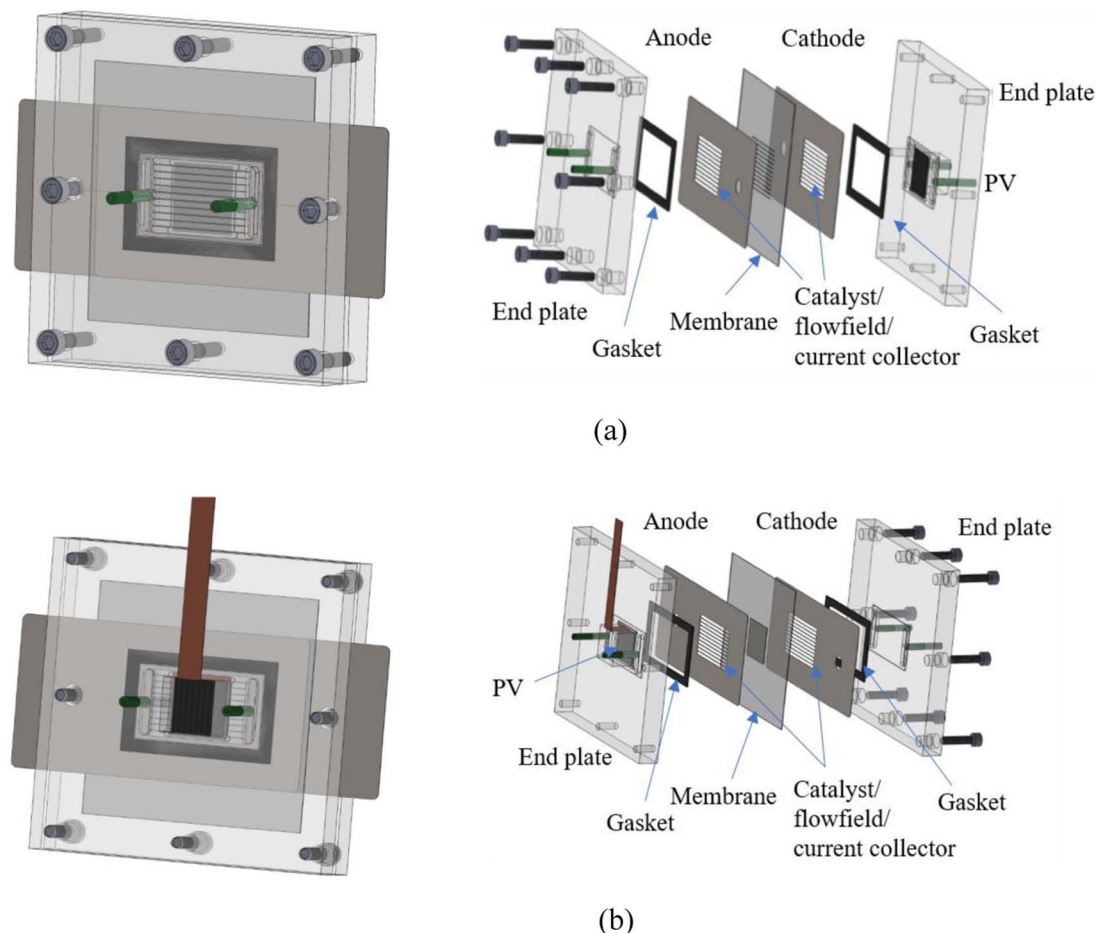 Anode
Cathode
End plate
PV
End plate
Gasket
Membrane
Catalyst/
flowfield/
current collector
Gasket
(a)
Anode
Cathode
End plate
PV
End plate
Gasket
Membrane
Catalyst/
flowfield/
current collector
Gasket
(b)